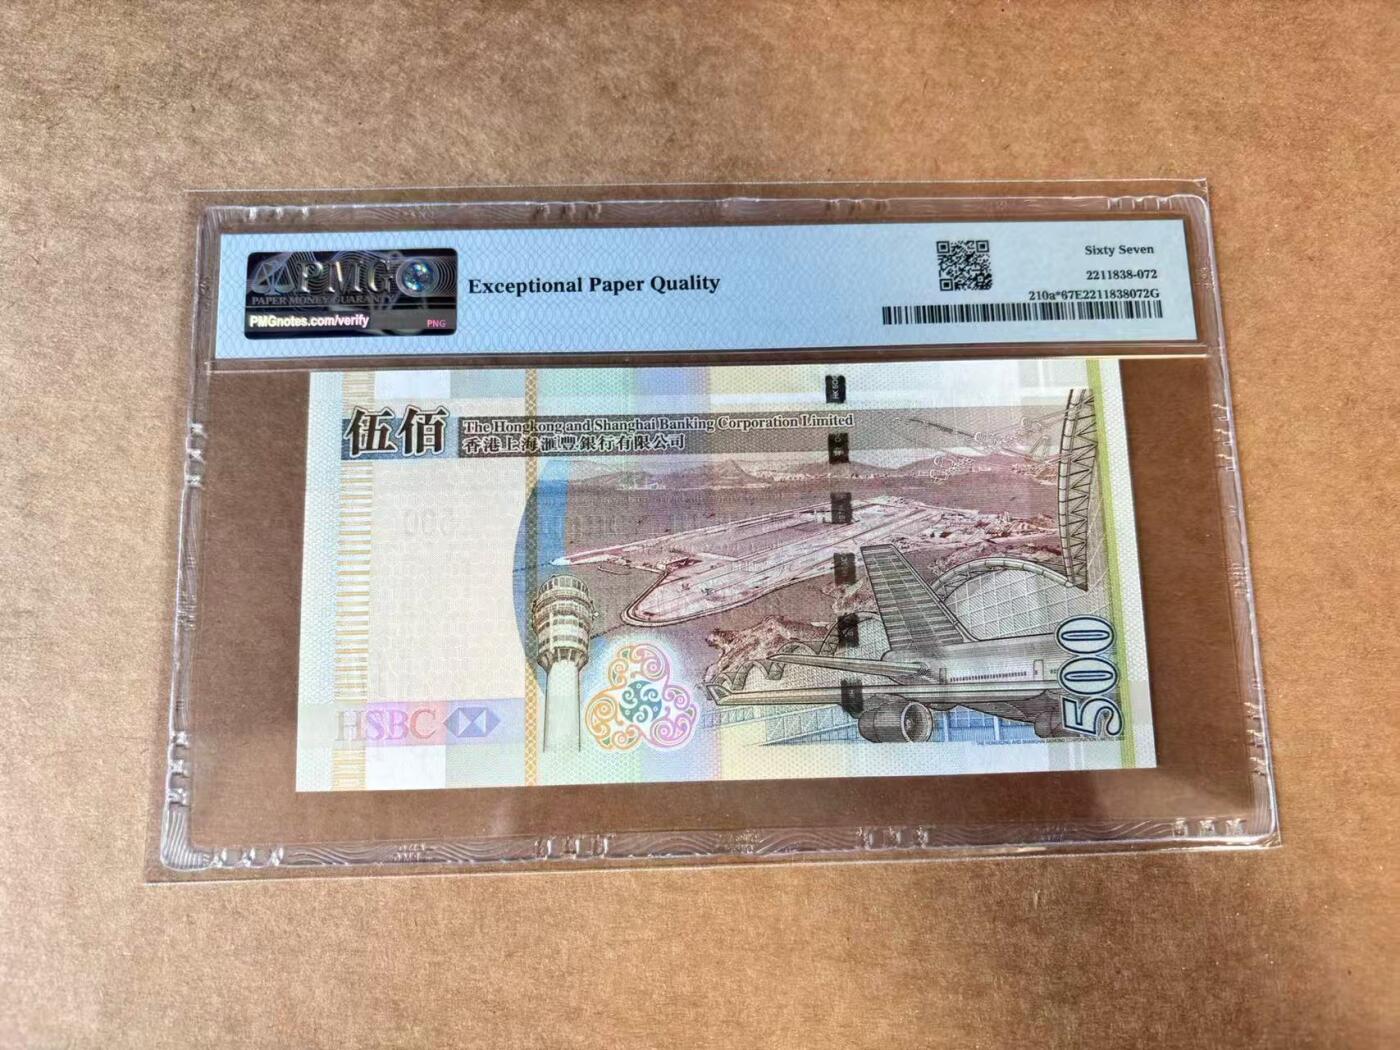 PMG
PAPER MONEY GUARANTY
PMGnotes.com/verify
PNG
Exceptional Paper Quality
Sixty Seven
2211838-072
210a*67E2211838072G
伍佰
The Hongkong and Shanghai Banking Corporation Limited
香港上海滙豐銀行有限公司
500
HSBC
500